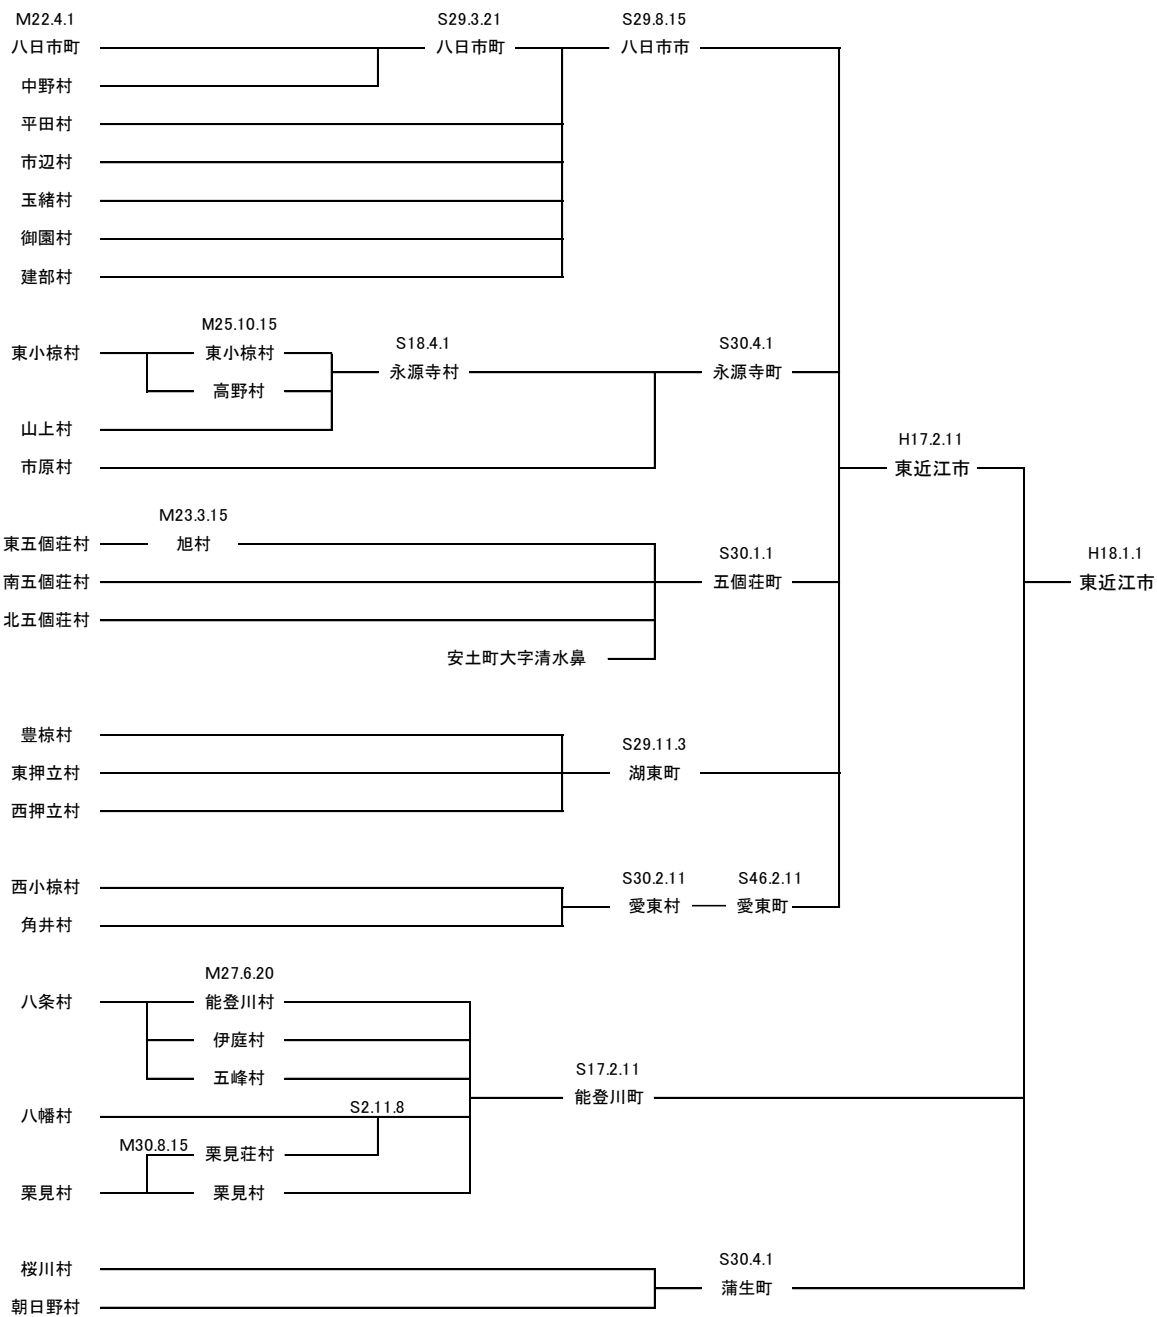 M22.4.1 S29.3.21 S29.8.15
八日市町 八日市町 八日市市
中野村
平田村
市辺村
玉緒村
御園村
建部村
M25.10.15
東小椋村 東小椋村
S18.4.1 S30.4.1
永源寺村 永源寺町
高野村
山上村
H17.2.11
市原村 東近江市
M23.3.15
東五個荘村 旭村
S30.1.1 H18.1.1
南五個荘村 五個荘町 東近江市
北五個荘村
安土町大字清水鼻
豊椋村
S29.11.3
東押立村 湖東町
西押立村
S30.2.11 S46.2.11
西小椋村
愛東村 愛東町
角井村
M27.6.20
八条村 能登川村
伊庭村
S17.2.11
五峰村
能登川町
S2.11.8
八幡村
M30.8.15
栗見荘村
栗見村 栗見村
S30.4.1
桜川村
蒲生町
朝日野村